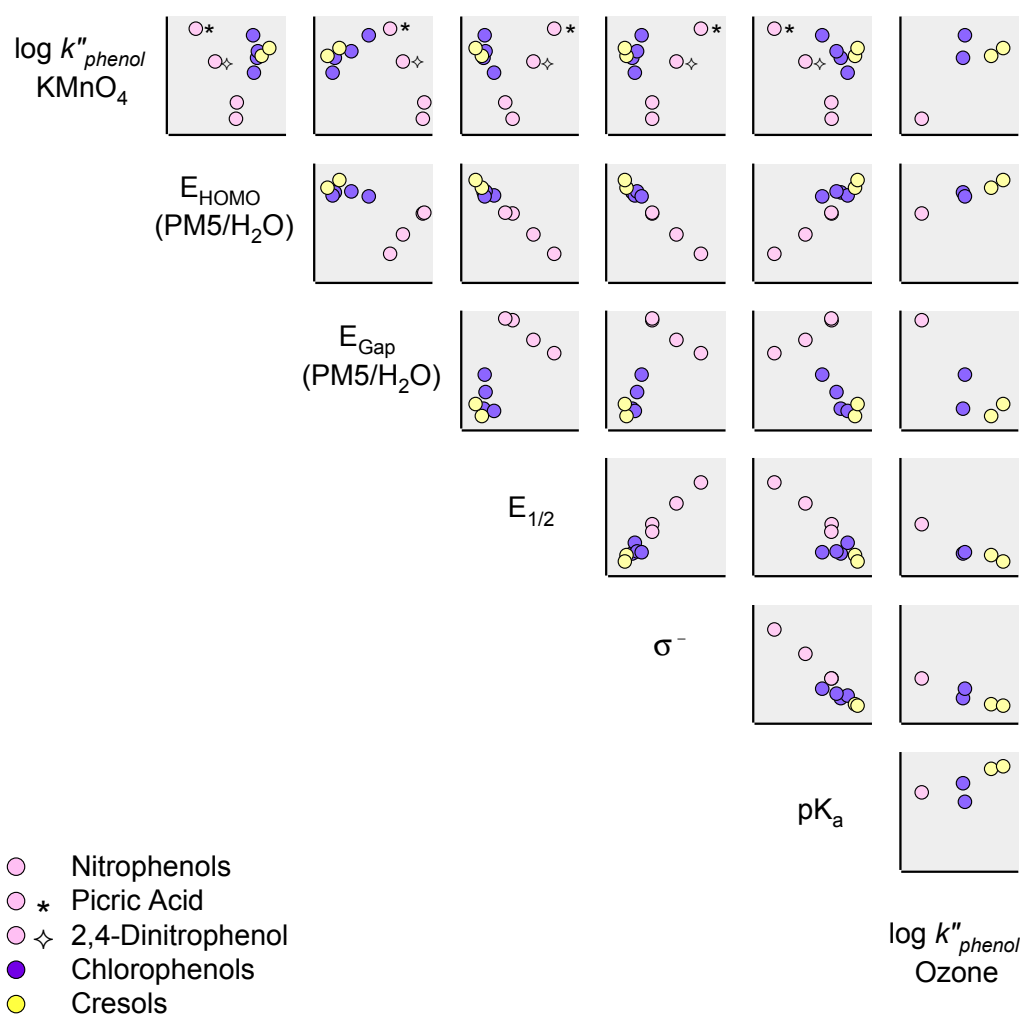 log k″phenol
KMnO4
* * * * *
✧ ✧ ✧ ✧ ✧
EHOMO
(PM5/H2O)
EGap
(PM5/H2O)
E1/2
σ−
pKa
Nitrophenols
* Picric Acid
✧ 2,4-Dinitrophenol
Chlorophenols
Cresols
log k″phenol
Ozone